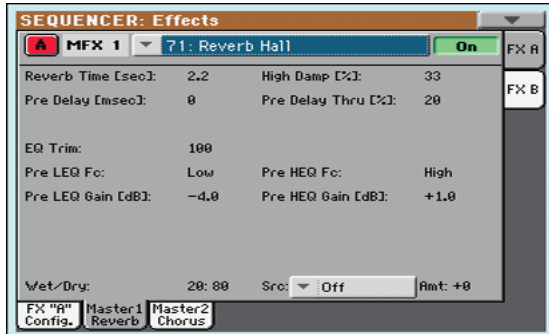 SEQUENCER: Effects
A MFX 1 71: Reverb Hall On FX A
Reverb Time [sec]: 2.2 High Damp [%]: 33
Pre Delay [msec]: 0 Pre Delay Thru [%]: 20
FX B
EQ Trim: 100
Pre LEQ Fc: Low Pre HEQ Fc: High
Pre LEQ Gain [dB]: -4.0 Pre HEQ Gain [dB]: +1.0
Wet/Dry: 20: 80 Src: Off Amt: +0
FX "A" Master1 Master2
Config. Reverb Chorus